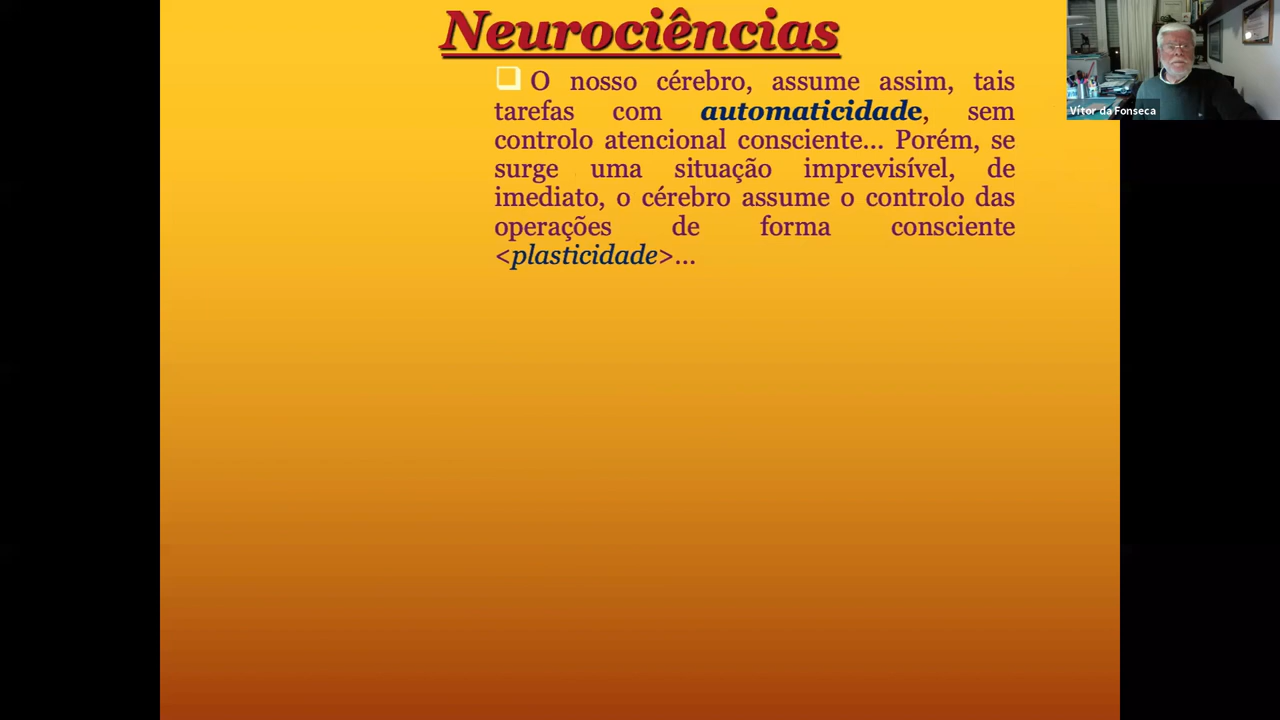 Neurociências
O nosso cérebro, assume assim, tais
tarefas com automaticidade, sem
controlo atencional consciente... Porém, se
surge uma situação imprevisível, de
imediato, o cérebro assume o controlo das
operações de forma consciente
<plasticidade>...
Vítor da Fonseca